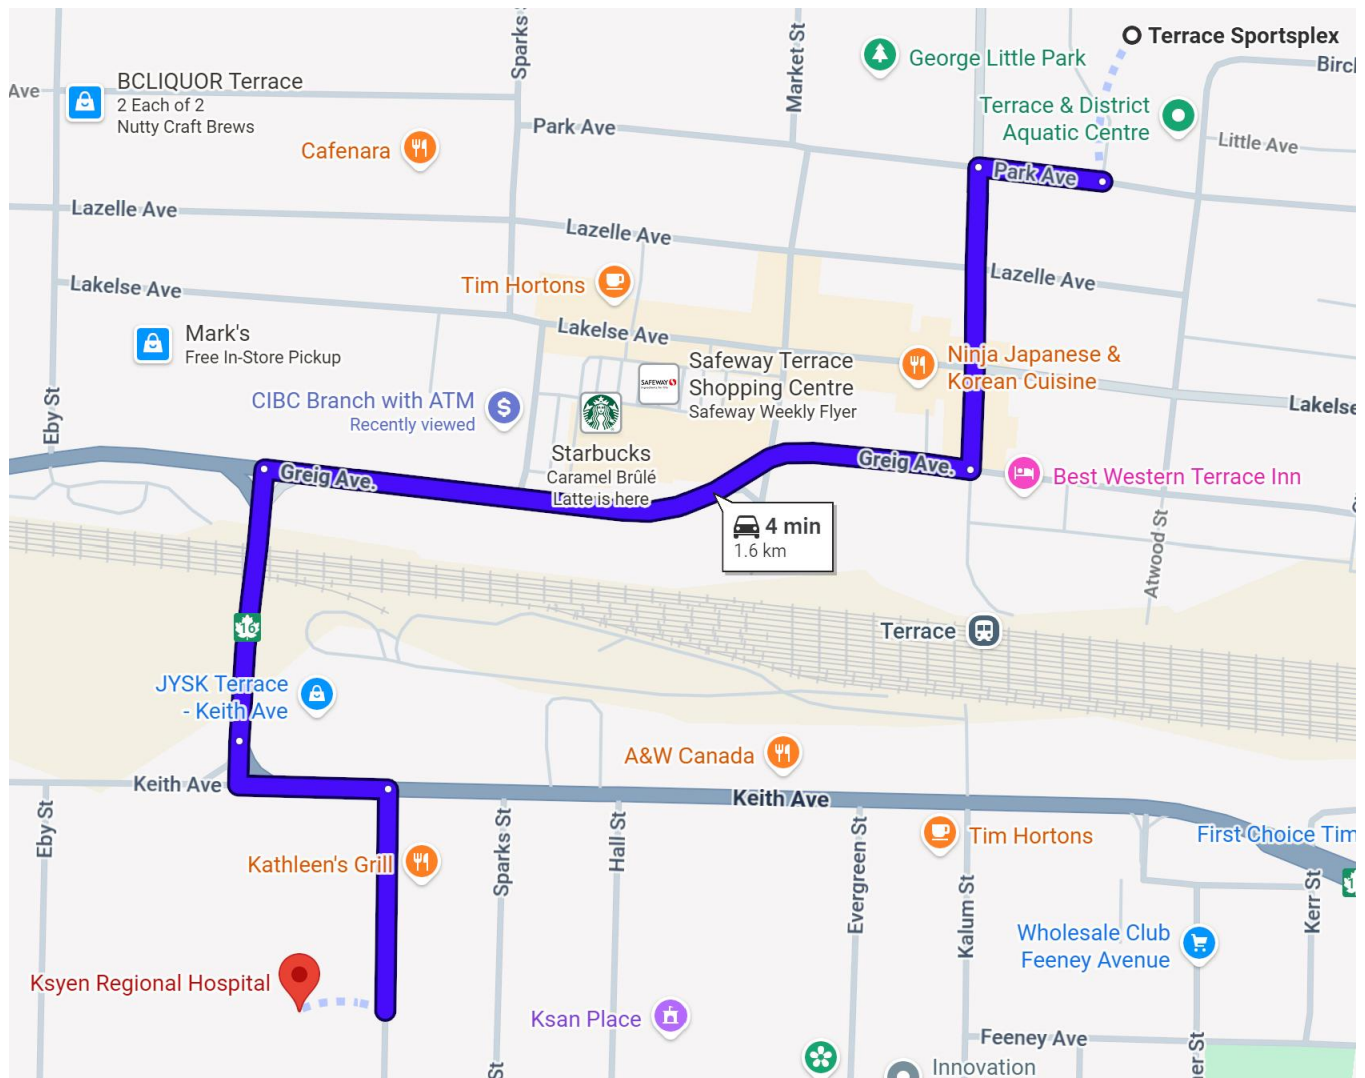 Sparks S
Market St
Terrace Sportsplex
George Little Park
Birc
Ave
BCLIQUOR Terrace
2 Each of 2
Nutty Craft Brews
Terrace & District
Aquatic Centre
Park Ave
Little Ave
Cafenara
Park Ave
Lazelle Ave
Lazelle Ave
Lazelle Ave
Lakelse Ave
Tim Hortons
Lakelse Ave
Mark's
Free In-Store Pickup
Safeway Terrace
Shopping Centre
Safeway Weekly Flyer
SAFEWAY
Ninja Japanese &
Korean Cuisine
Eby St
CIBC Branch with ATM
Recently viewed
Lakelse
Starbucks
Caramel Brûlé
Latte is here
Greig Ave.
Greig Ave.
Best Western Terrace Inn
4 min
1.6 km
Atwood St
16
Terrace
JYSK Terrace
- Keith Ave
A&W Canada
Keith Ave
Keith Ave
Eby St
Sparks St
Hall St
Evergreen St
Tim Hortons
First Choice Tim
Kathleen's Grill
Kalum St
Kerr St
Wholesale Club
Feeney Avenue
Ksyen Regional Hospital
Ksan Place
Feeney Ave
ner St
St
Innovation